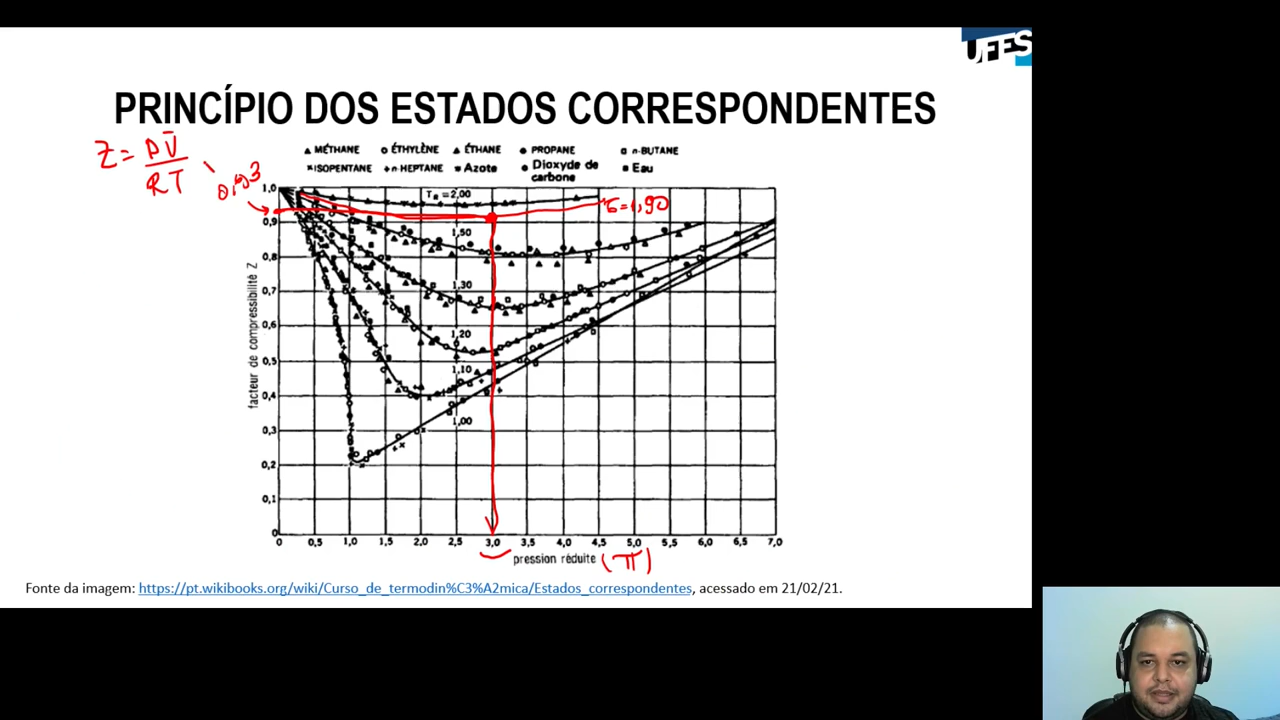 UFES
PRINCÍPIO DOS ESTADOS CORRESPONDENTES
Z = PV̄/RT
0,93
MÉTHANE ÉTHYLÈNE ÉTHANE PROPANE n-BUTANE
ISOPENTANE n-HEPTANE Azote Dioxyde de carbone Eau
facteur de compressibilité Z
1,0
0,9
0,8
0,7
0,6
0,5
0,4
0,3
0,2
0,1
0
TR = 2,00
τ=1,90
1,50
1,30
1,20
1,10
1,00
0 0,5 1,0 1,5 2,0 2,5 3,0 3,5 4,0 4,5 5,0 5,5 6,0 6,5 7,0
pression réduite (π)
Fonte da imagem: https://pt.wikibooks.org/wiki/Curso_de_termodin%C3%A2mica/Estados_correspondentes, acessado em 21/02/21.